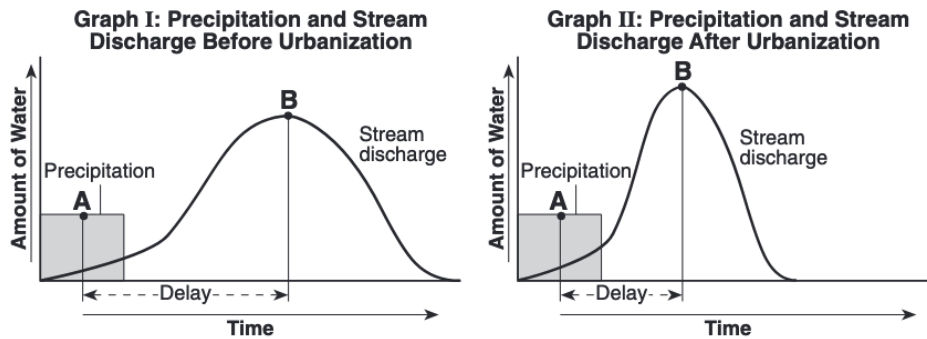 Graph I: Precipitation and Stream
Discharge Before Urbanization
Amount of Water
Precipitation
A
B
Stream
discharge
Delay
Time
Graph II: Precipitation and Stream
Discharge After Urbanization
Amount of Water
Precipitation
A
B
Stream
discharge
Delay
Time